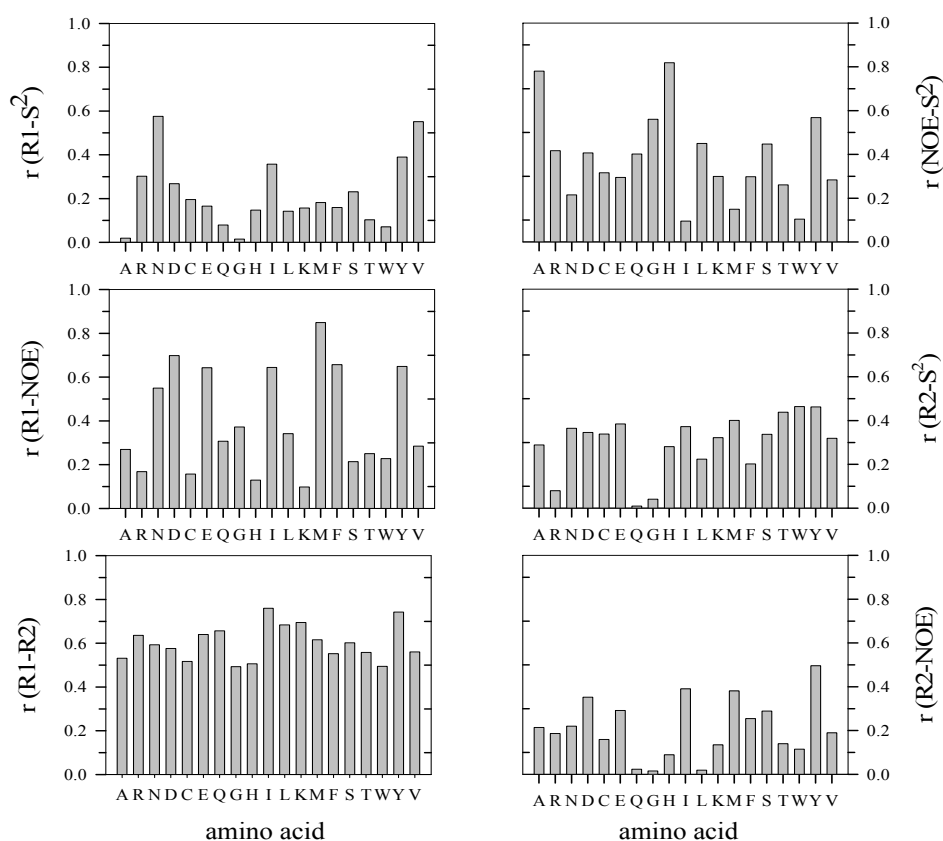 r (R1-S²)
1.0
0.8
0.6
0.4
0.2
0.0
A R N D C E Q G H I L K M F S T W Y V
r (NOE-S²)
1.0
0.8
0.6
0.4
0.2
0.0
A R N D C E Q G H I L K M F S T W Y V
r (R1-NOE)
1.0
0.8
0.6
0.4
0.2
0.0
A R N D C E Q G H I L K M F S T W Y V
r (R2-S²)
1.0
0.8
0.6
0.4
0.2
0.0
A R N D C E Q G H I L K M F S T W Y V
r (R1-R2)
1.0
0.8
0.6
0.4
0.2
0.0
A R N D C E Q G H I L K M F S T W Y V
amino acid
r (R2-NOE)
1.0
0.8
0.6
0.4
0.2
0.0
A R N D C E Q G H I L K M F S T W Y V
amino acid